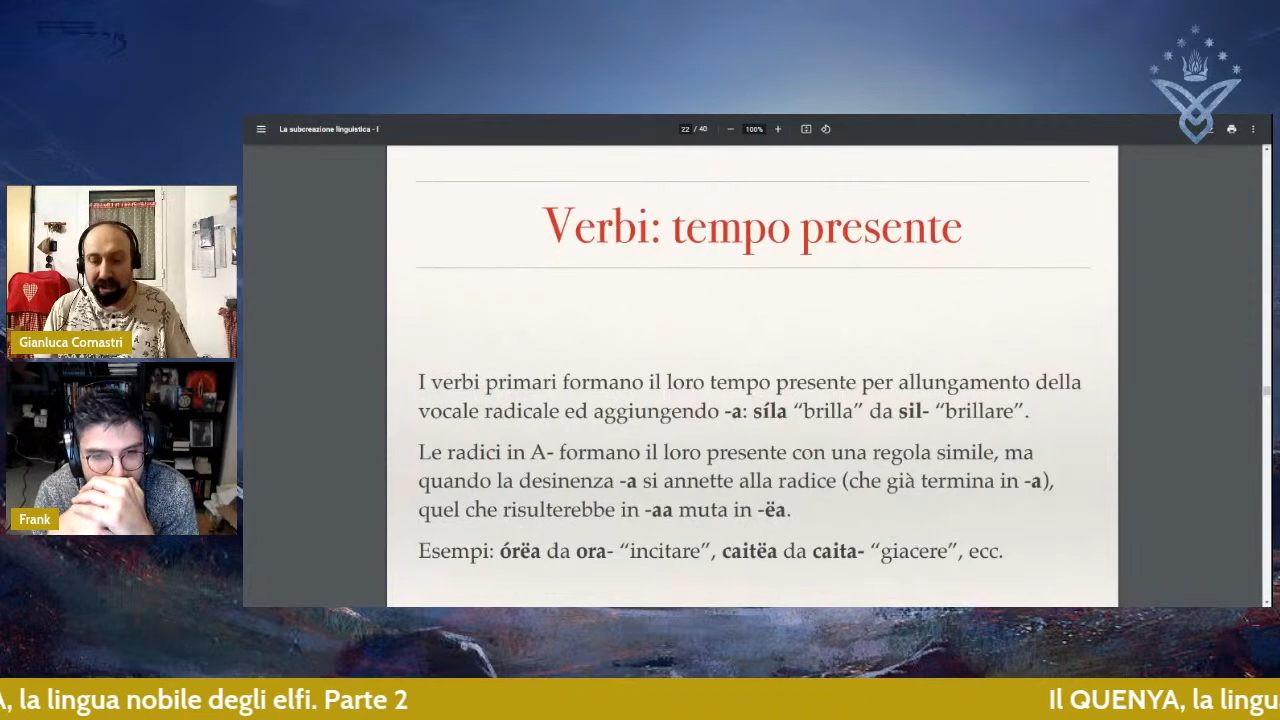 La subcreazione linguistica - I
22 / 40
100%
Verbi: tempo presente
I verbi primari formano il loro tempo presente per allungamento della
vocale radicale ed aggiungendo -a: síla “brilla” da sil- “brillare”.
Le radici in A- formano il loro presente con una regola simile, ma
quando la desinenza -a si annette alla radice (che già termina in -a),
quel che risulterebbe in -aa muta in -ëa.
Esempi: órëa da ora- “incitare”, caitëa da caita- “giacere”, ecc.
Gianluca Comastri
Frank
A, la lingua nobile degli elfi. Parte 2
Il QUENYA, la lingu